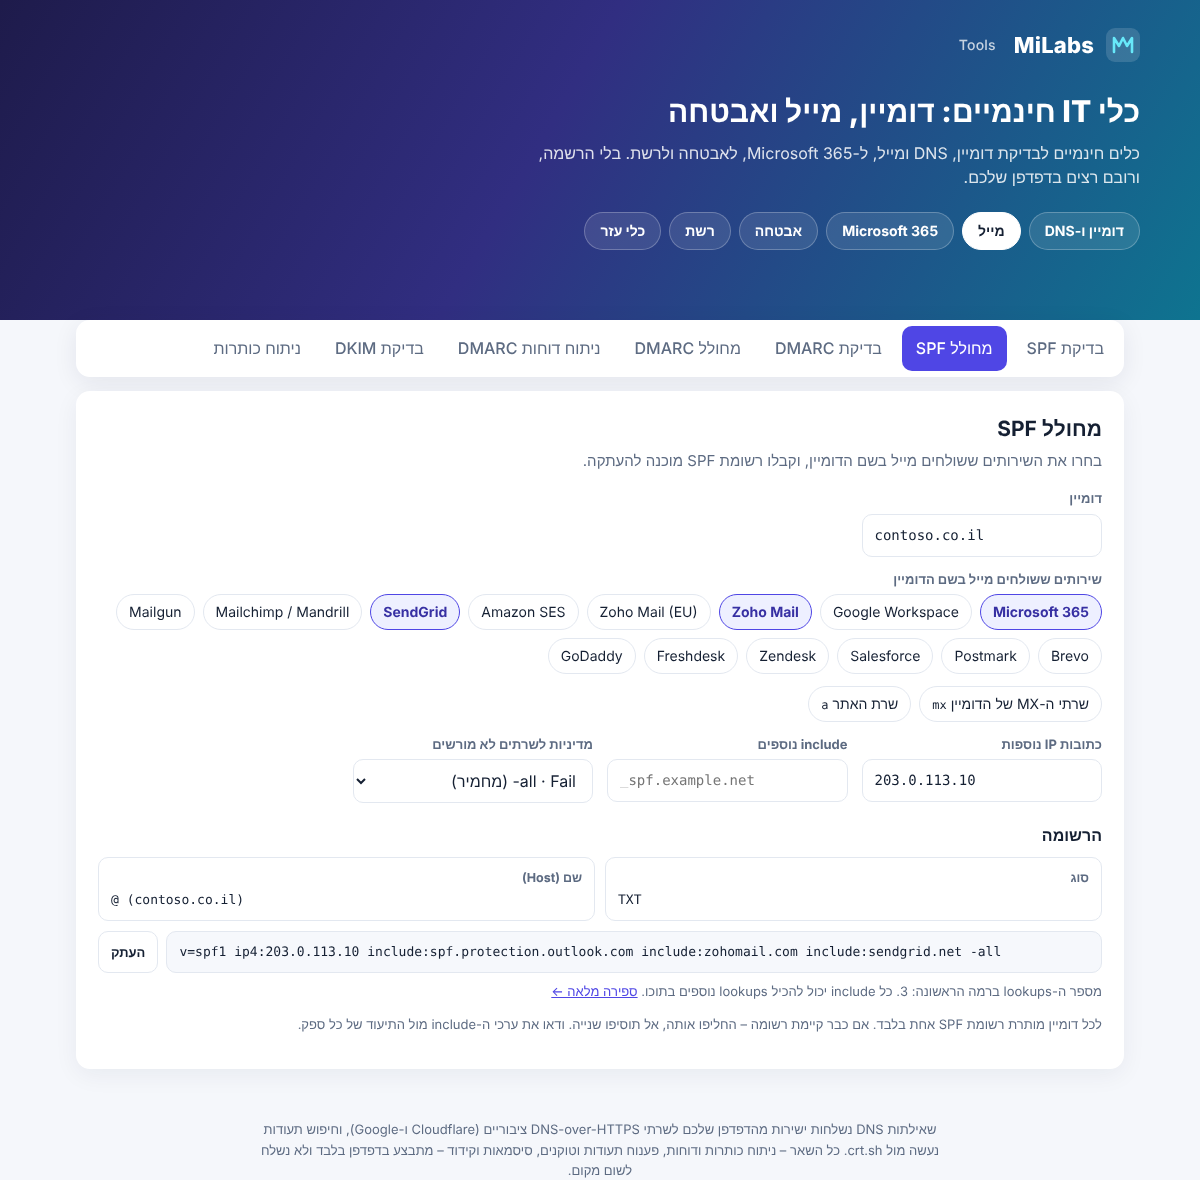 MiLabs Tools
כלי IT חינמיים: דומיין, מייל ואבטחה
כלים חינמיים לבדיקת דומיין, DNS ומייל, ל-Microsoft 365, לאבטחה ולרשת. בלי הרשמה,
ורובם רצים בדפדפן שלכם.
דומיין ו-DNS מייל Microsoft 365 אבטחה רשת כלי עזר
בדיקת SPF מחולל SPF בדיקת DMARC מחולל DMARC ניתוח דוחות DMARC בדיקת DKIM ניתוח כותרות
מחולל SPF
בחרו את השירותים ששולחים מייל בשם הדומיין, וקבלו רשומת SPF מוכנה להעתקה.
דומיין
contoso.co.il
שירותים ששולחים מייל בשם הדומיין
Microsoft 365 Google Workspace Zoho Mail Zoho Mail (EU) Amazon SES SendGrid Mailchimp / Mandrill Mailgun
Brevo Postmark Salesforce Zendesk Freshdesk GoDaddy
שרתי ה-MX של הדומיין mx שרת האתר a
כתובות IP נוספות include נוספים מדיניות לשרתים לא מורשים
203.0.113.10 _spf.example.net all · Fail- (מחמיר)
הרשומה
סוג שם (Host)
TXT @ (contoso.co.il)
v=spf1 ip4:203.0.113.10 include:spf.protection.outlook.com include:zohomail.com include:sendgrid.net -all העתק
מספר ה-lookups ברמה הראשונה: 3. כל include יכול להכיל lookups נוספים בתוכו. ספירה מלאה ←
לכל דומיין מותרת רשומת SPF אחת בלבד. אם כבר קיימת רשומה – החליפו אותה, אל תוסיפו שנייה. ודאו את ערכי ה-include מול התיעוד של כל ספק.
שאילתות DNS נשלחות ישירות מהדפדפן שלכם לשרתי DNS-over-HTTPS ציבוריים (Cloudflare ו-Google), וחיפוש תעודות
נעשה מול crt.sh. כל השאר – ניתוח כותרות ודוחות, פענוח תעודות וטוקנים, סיסמאות וקידוד – מתבצע בדפדפן בלבד ולא נשלח
לשום מקום.